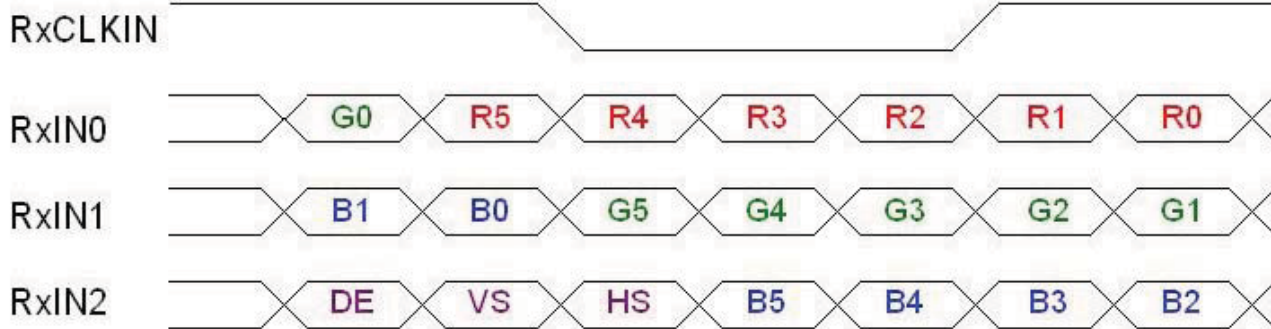 RxCLKIN
RxIN0 G0 R5 R4 R3 R2 R1 R0
RxIN1 B1 B0 G5 G4 G3 G2 G1
RxIN2 DE VS HS B5 B4 B3 B2